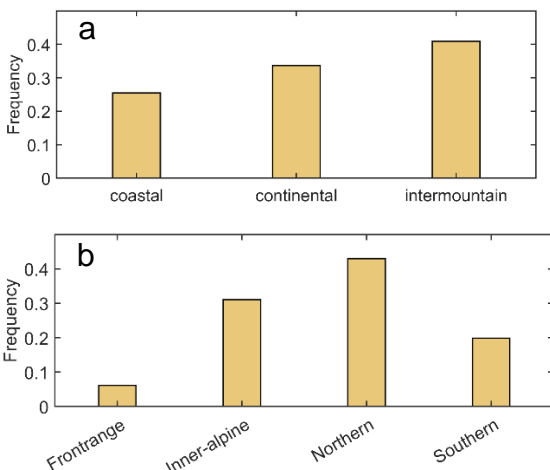 a
Frequency
0.4
0.3
0.2
0.1
0
coastal continental intermountain
b
Frequency
0.4
0.3
0.2
0.1
0
Frontrange Inner-alpine Northern Southern